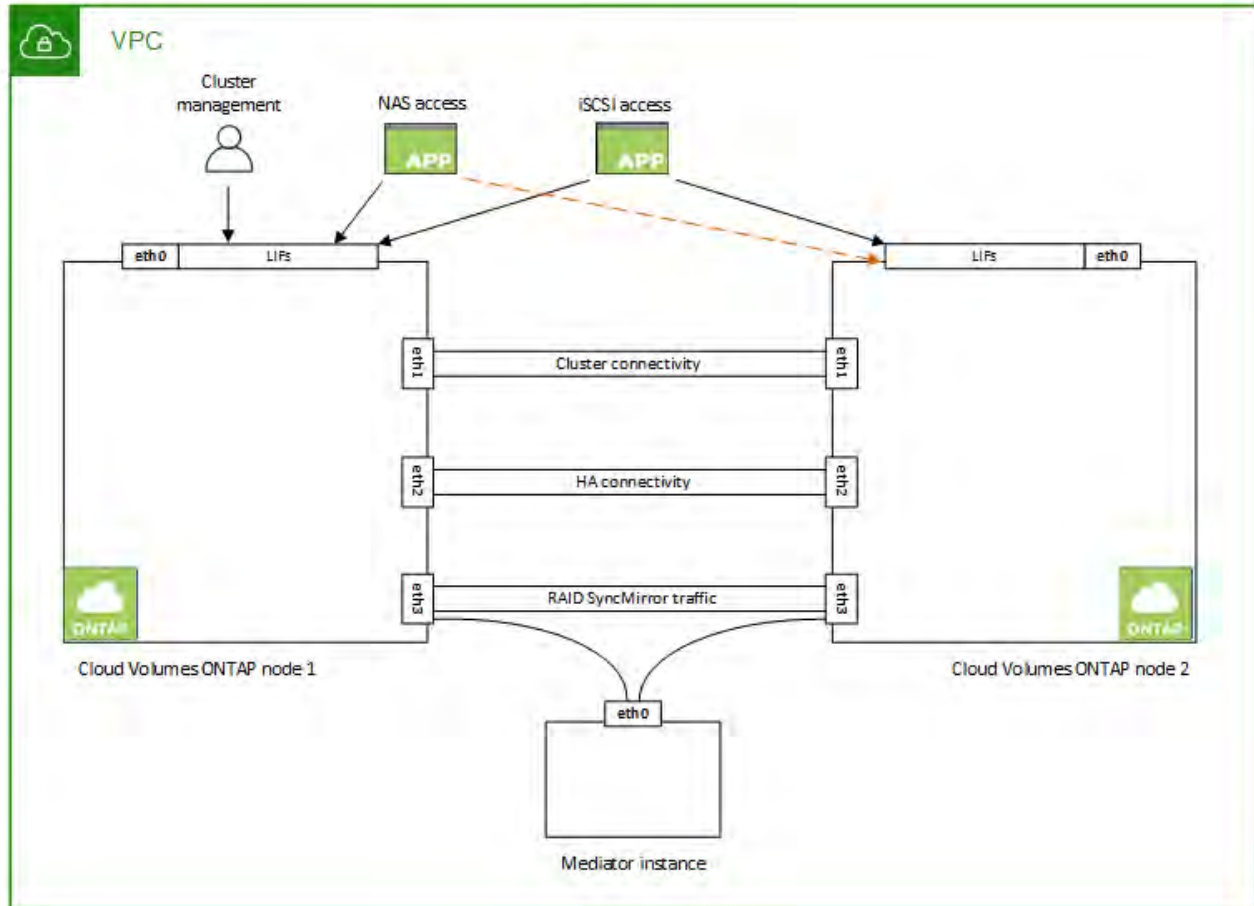 VPC
Cluster
management
NAS access
iSCSI access
APP
APP
eth0
LIFs
LIFs
eth0
eth1
Cluster connectivity
eth1
eth2
HA connectivity
eth2
eth3
RAID SyncMirror traffic
eth3
ONTAP
ONTAP
Cloud Volumes ONTAP node 1
Cloud Volumes ONTAP node 2
eth0
Mediator instance